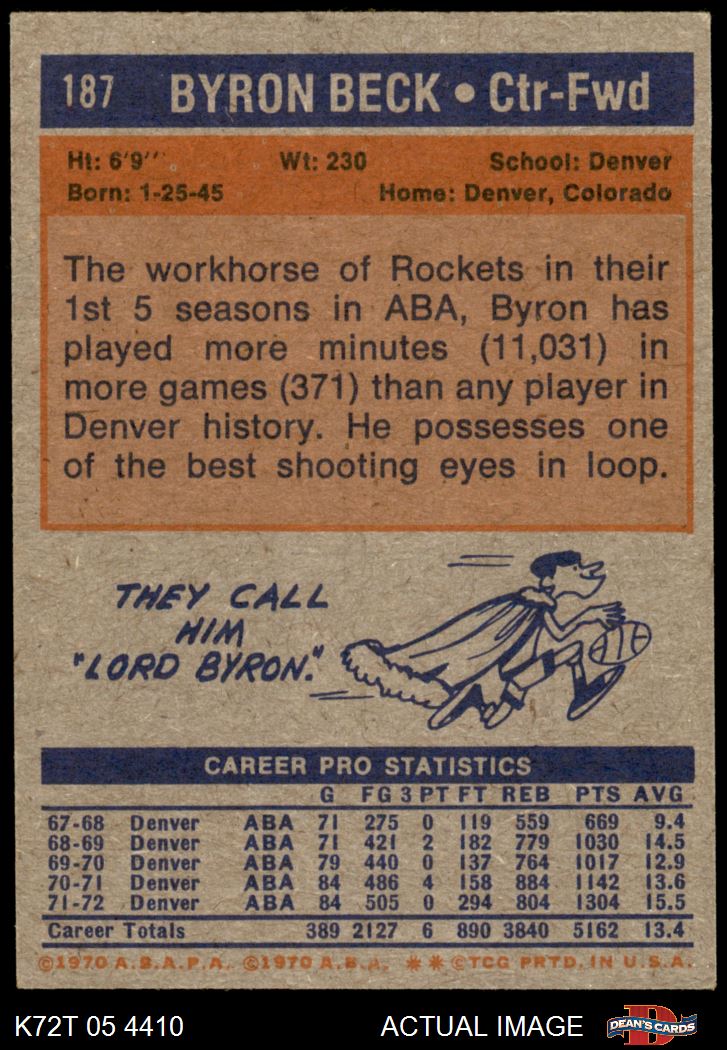 187 BYRON BECK • Ctr-Fwd
Ht: 6'9'' Wt: 230 School: Denver
Born: 1-25-45 Home: Denver, Colorado
The workhorse of Rockets in their
1st 5 seasons in ABA, Byron has
played more minutes (11,031) in
more games (371) than any player in
Denver history. He possesses one
of the best shooting eyes in loop.
THEY CALL
HIM
"LORD BYRON."
CAREER PRO STATISTICS
G FG 3 PT FT REB PTS AVG
67-68 Denver ABA 71 275 0 119 559 669 9.4
68-69 Denver ABA 71 421 2 182 779 1030 14.5
69-70 Denver ABA 79 440 0 137 764 1017 12.9
70-71 Denver ABA 84 486 4 158 884 1142 13.6
71-72 Denver ABA 84 505 0 294 804 1304 15.5
Career Totals 389 2127 6 890 3840 5162 13.4
©1970 A.B.A.P.A. ©1970 A.B.A. ** ©TCG PRTD. IN U.S.A.
K72T 05 4410 ACTUAL IMAGE DEAN'S CARDS